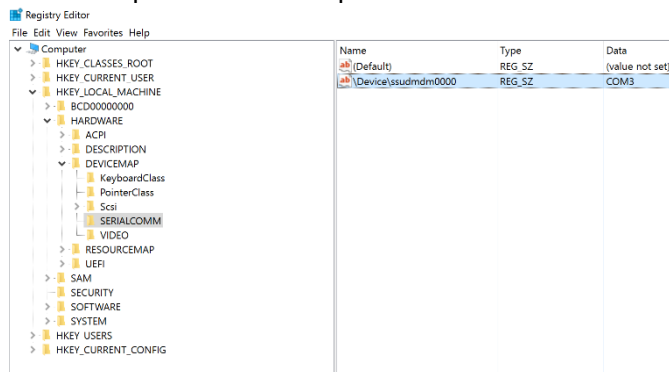 Registry Editor
File Edit View Favorites Help
Computer
HKEY_CLASSES_ROOT
HKEY_CURRENT_USER
HKEY_LOCAL_MACHINE
BCD00000000
HARDWARE
ACPI
DESCRIPTION
DEVICEMAP
KeyboardClass
PointerClass
Scsi
SERIALCOMM
VIDEO
RESOURCEMAP
UEFI
SAM
SECURITY
SOFTWARE
SYSTEM
HKEY_USERS
HKEY_CURRENT_CONFIG
Name Type Data
(Default) REG_SZ (value not set)
\Device\ssudmdm0000 REG_SZ COM3